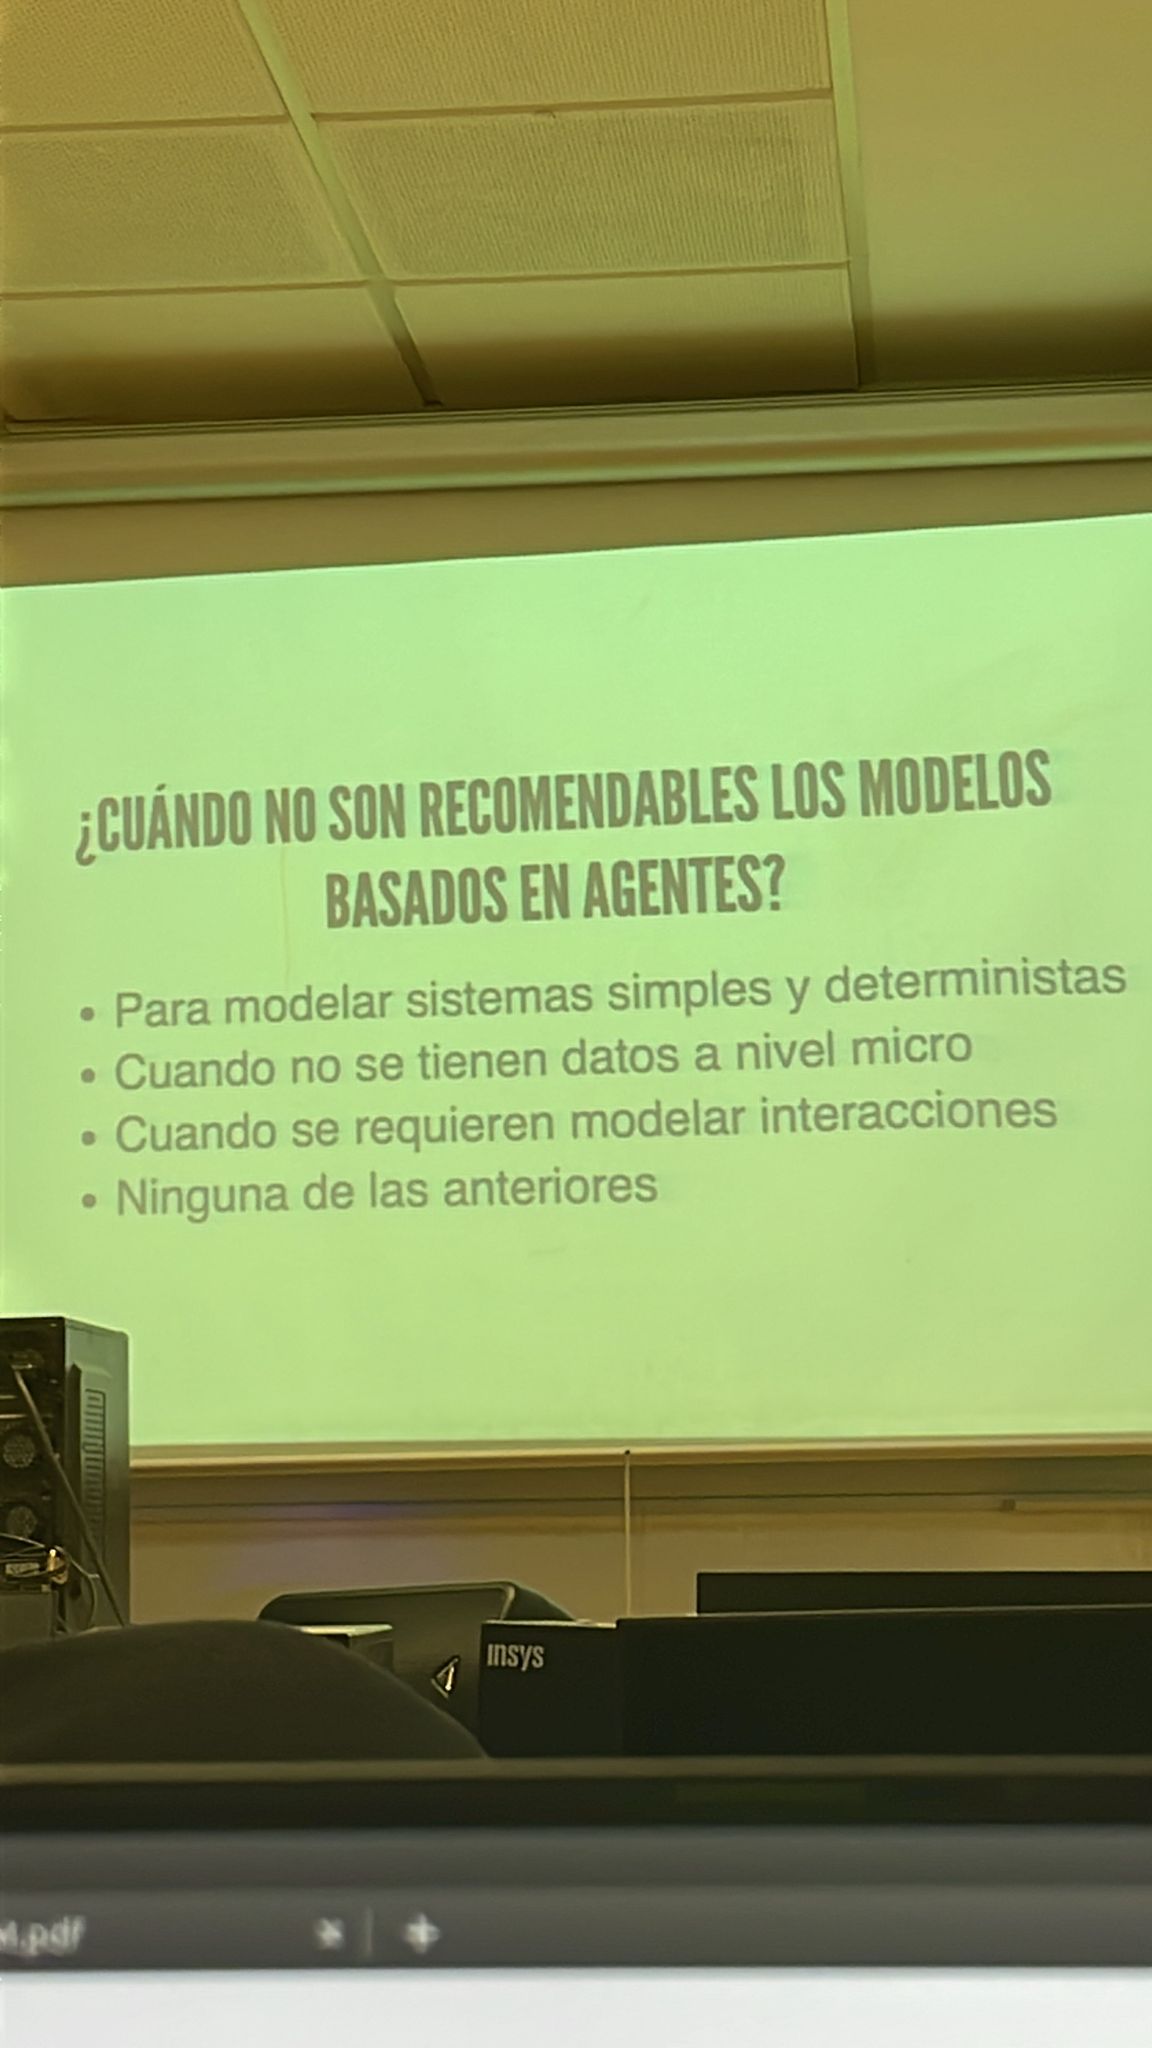 ¿CUÁNDO NO SON RECOMENDABLES LOS MODELOS
BASADOS EN AGENTES?
• Para modelar sistemas simples y deterministas
• Cuando no se tienen datos a nivel micro
• Cuando se requieren modelar interacciones
• Ninguna de las anteriores
insys
.pdf